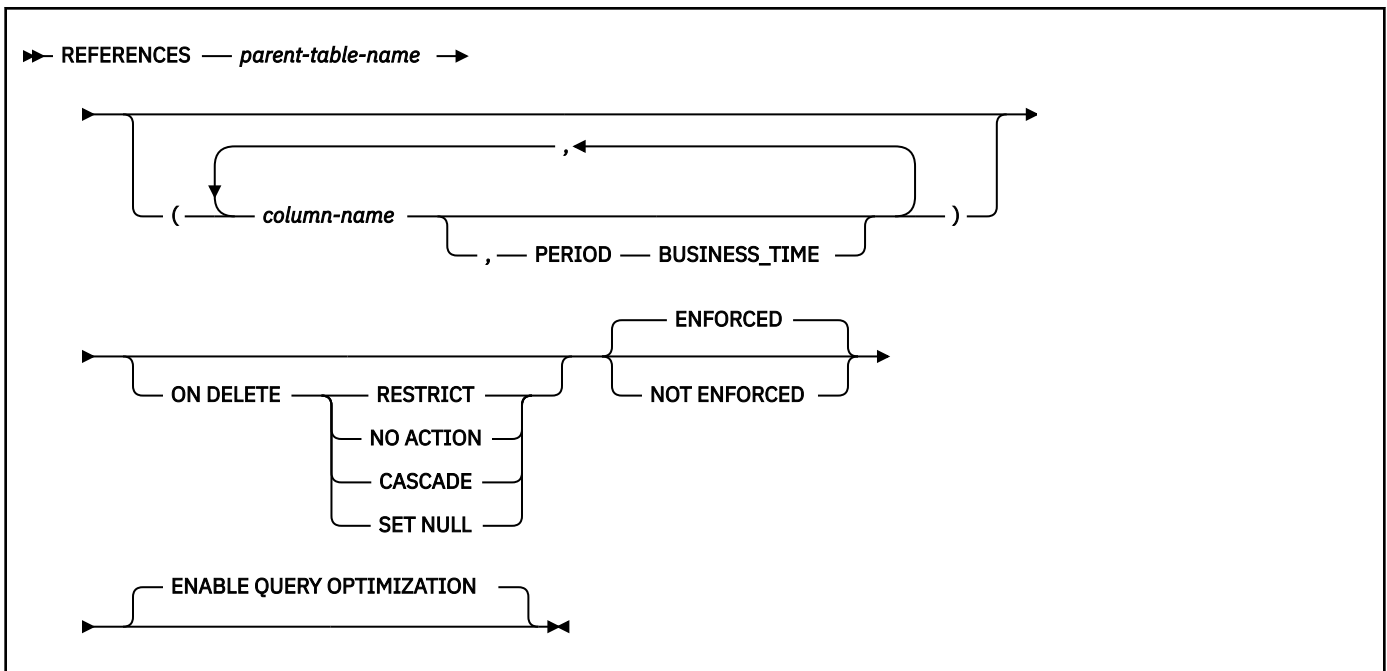 REFERENCES parent-table-name
,
( column-name )
, PERIOD BUSINESS_TIME
ENFORCED
ON DELETE RESTRICT NOT ENFORCED
NO ACTION
CASCADE
SET NULL
ENABLE QUERY OPTIMIZATION